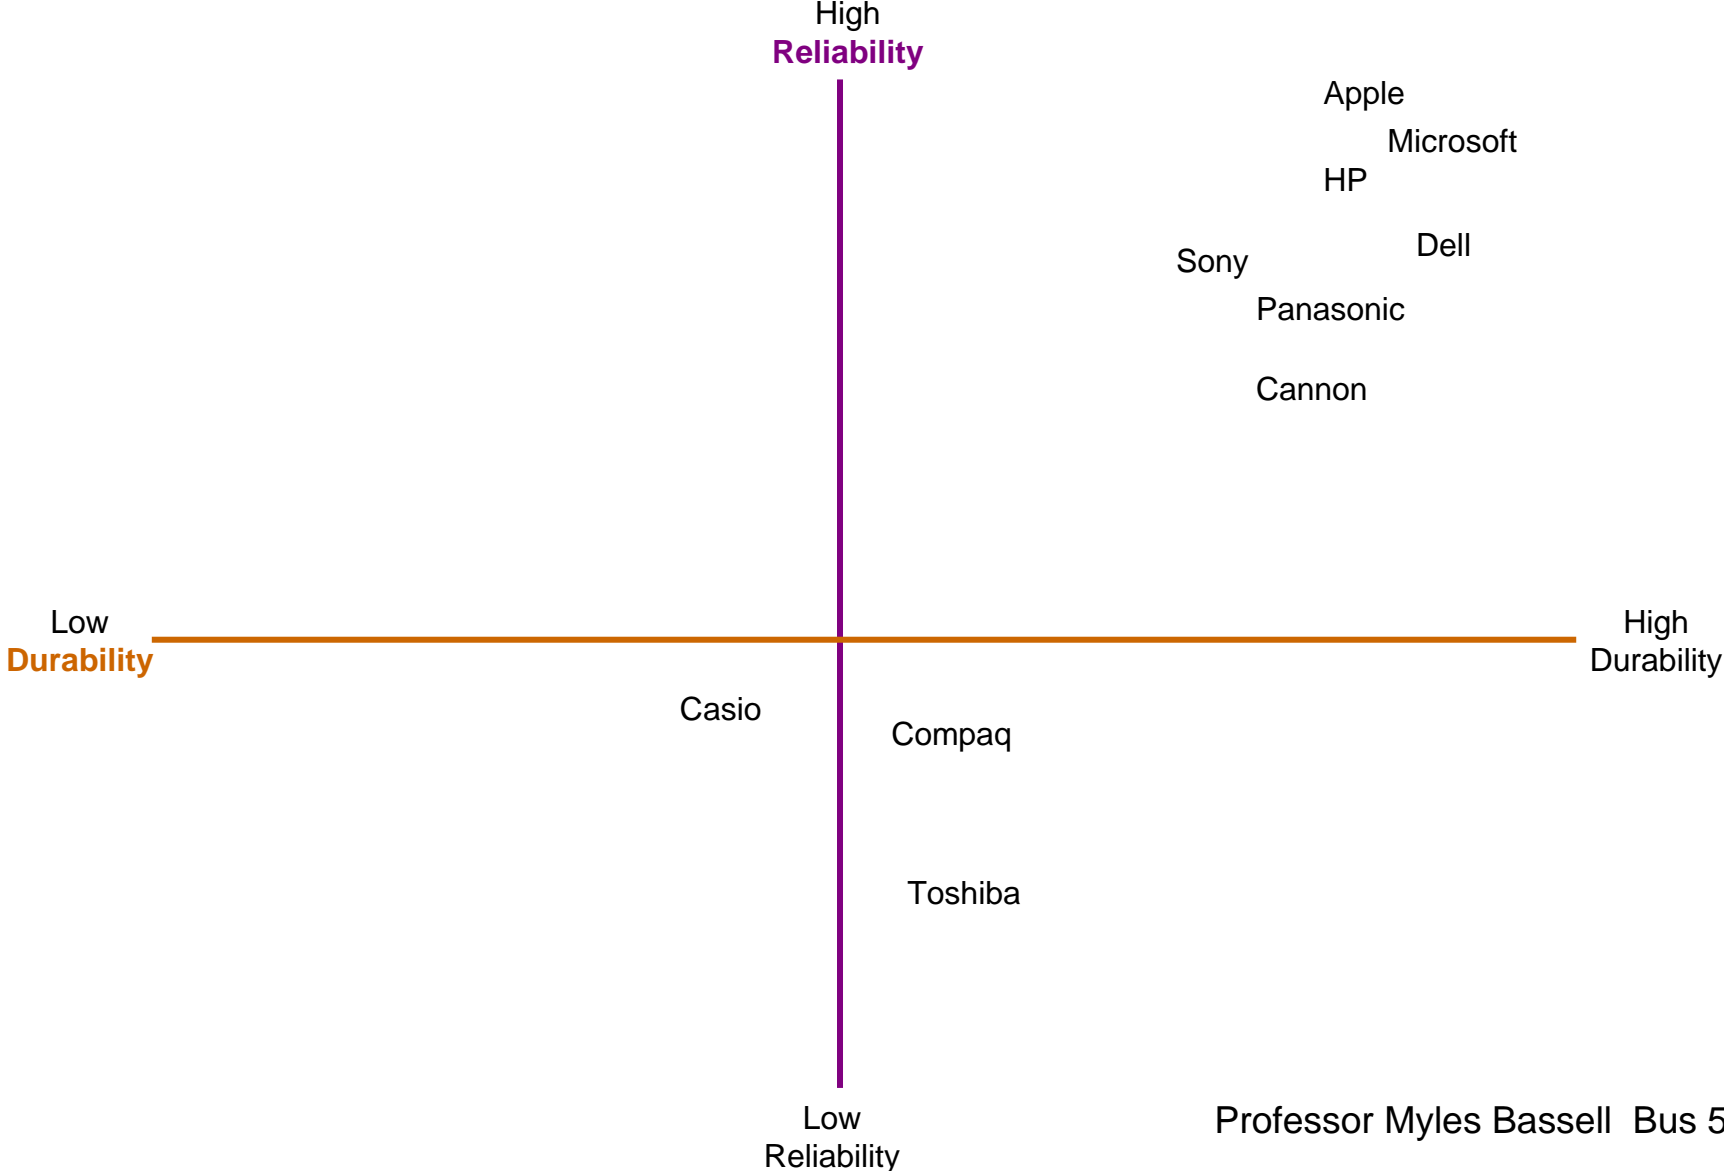 High
Reliability
Apple
Microsoft
HP
Dell
Sony
Panasonic
Cannon
Low
Durability
High
Durability
Casio
Compaq
Toshiba
Low
Reliability
Professor Myles Bassell  Bus 5